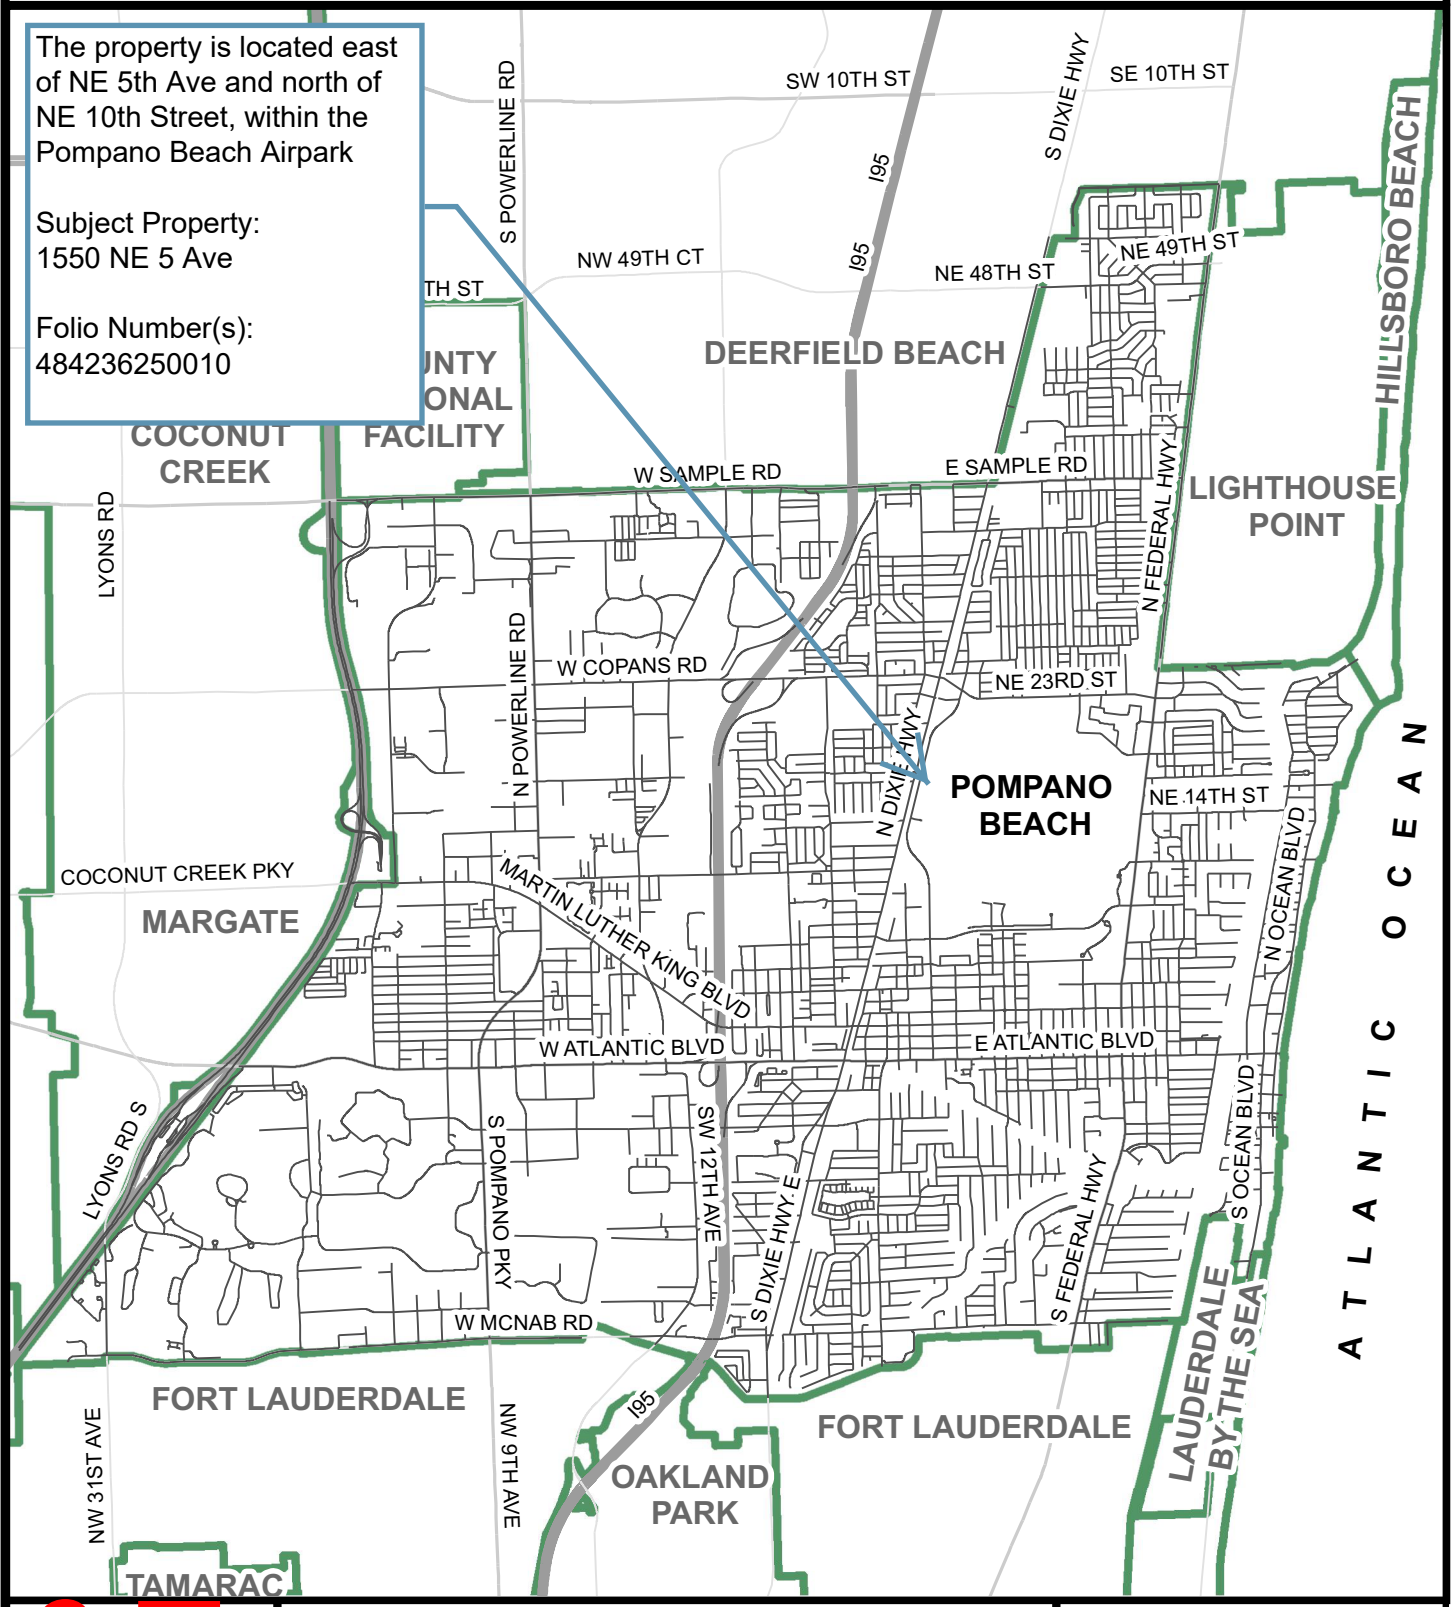 The property is located east
of NE 5th Ave and north of
NE 10th Street, within the
Pompano Beach Airpark
Subject Property:
1550 NE 5 Ave
Folio Number(s):
484236250010
S POWERLINE RD
SW 10TH ST
S DIXIE HWY
SE 10TH ST
I95
I95
HILLSBORO BEACH
NW 49TH CT
NE 48TH ST
NE 49TH ST
TH ST
DEERFIELD BEACH
UNTY
ONAL
FACILITY
COCONUT
CREEK
W SAMPLE RD
E SAMPLE RD
LYONS RD
N FEDERAL HWY
LIGHTHOUSE
POINT
N POWERLINE RD
W COPANS RD
NE 23RD ST
N DIXIE HWY
POMPANO
BEACH
NE 14TH ST
N OCEAN BLVD
ATLANTIC OCEAN
COCONUT CREEK PKY
MARGATE
MARTIN LUTHER KING BLVD
W ATLANTIC BLVD
E ATLANTIC BLVD
LYONS RD S
S POMPANO PKY
SW 12TH AVE
S DIXIE HWY E
S FEDERAL HWY
S OCEAN BLVD
W MCNAB RD
LAUDERDALE
BY THE SEA
FORT LAUDERDALE
FORT LAUDERDALE
NW 31ST AVE
NW 9TH AVE
I95
OAKLAND
PARK
TAMARAC